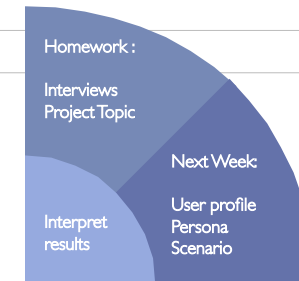 Homework :
Interviews
Project Topic
Next Week:
User profile
Persona
Scenario
Interpret
results